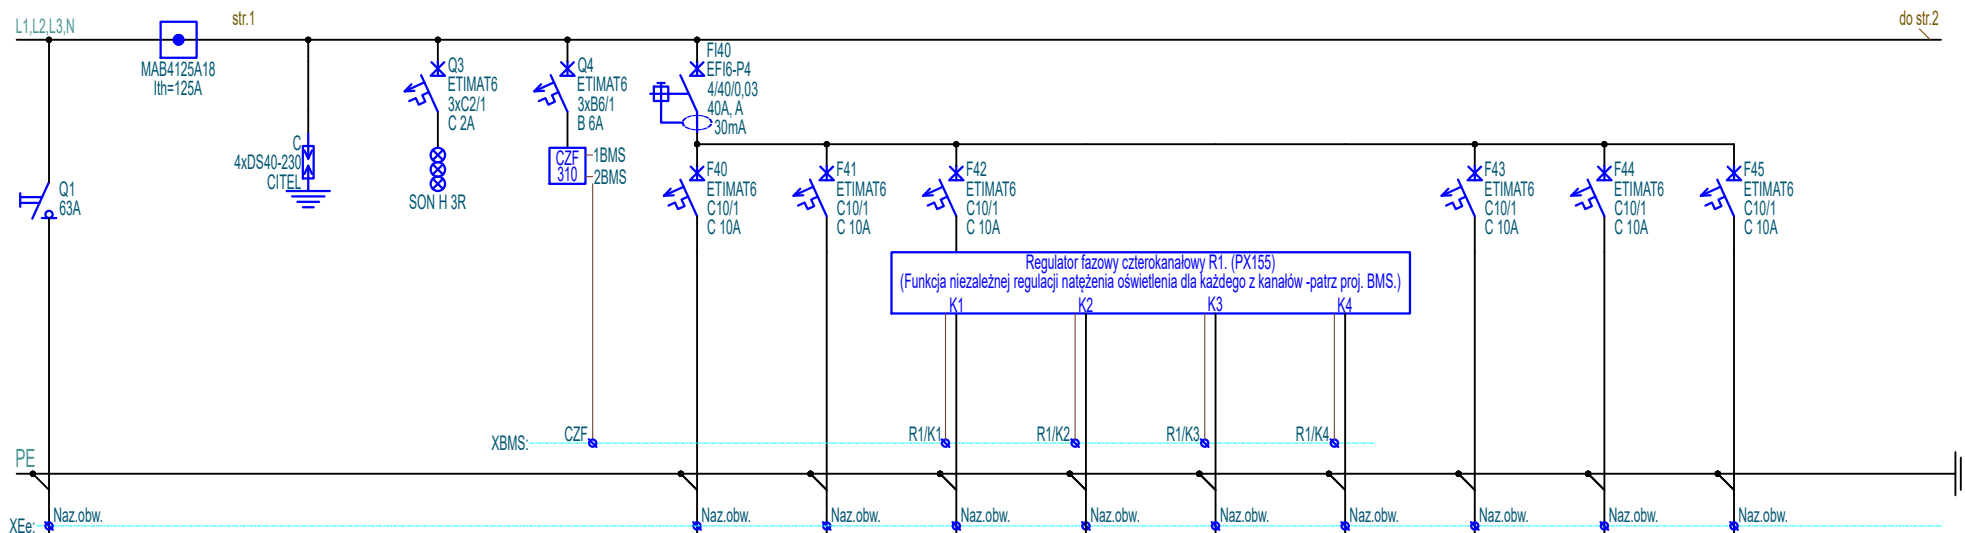 L1,L2,L3,N
str.1
do str.2
MAB4125A18
Ith=125A
Q1
63A
C
4xDS40-230
CITEL
Q3
ETIMAT6
3xC2/1
C 2A
SON H 3R
Q4
ETIMAT6
3xB6/1
B 6A
CZF
310
1BMS
2BMS
FI40
EFI6-P4
4/40/0,03
40A, A
30mA
F40
ETIMAT6
C10/1
C 10A
F41
ETIMAT6
C10/1
C 10A
F42
ETIMAT6
C10/1
C 10A
F43
ETIMAT6
C10/1
C 10A
F44
ETIMAT6
C10/1
C 10A
F45
ETIMAT6
C10/1
C 10A
Regulator fazowy czterokanałowy R1. (PX155)
(Funkcja niezależnej regulacji natężenia oświetlenia dla każdego z kanałów -patrz proj. BMS.)
K1 K2 K3 K4
XBMS: CZF R1/K1 R1/K2 R1/K3 R1/K4
PE
XEe: Naz.obw. Naz.obw. Naz.obw. Naz.obw. Naz.obw. Naz.obw. Naz.obw. Naz.obw. Naz.obw. Naz.obw.